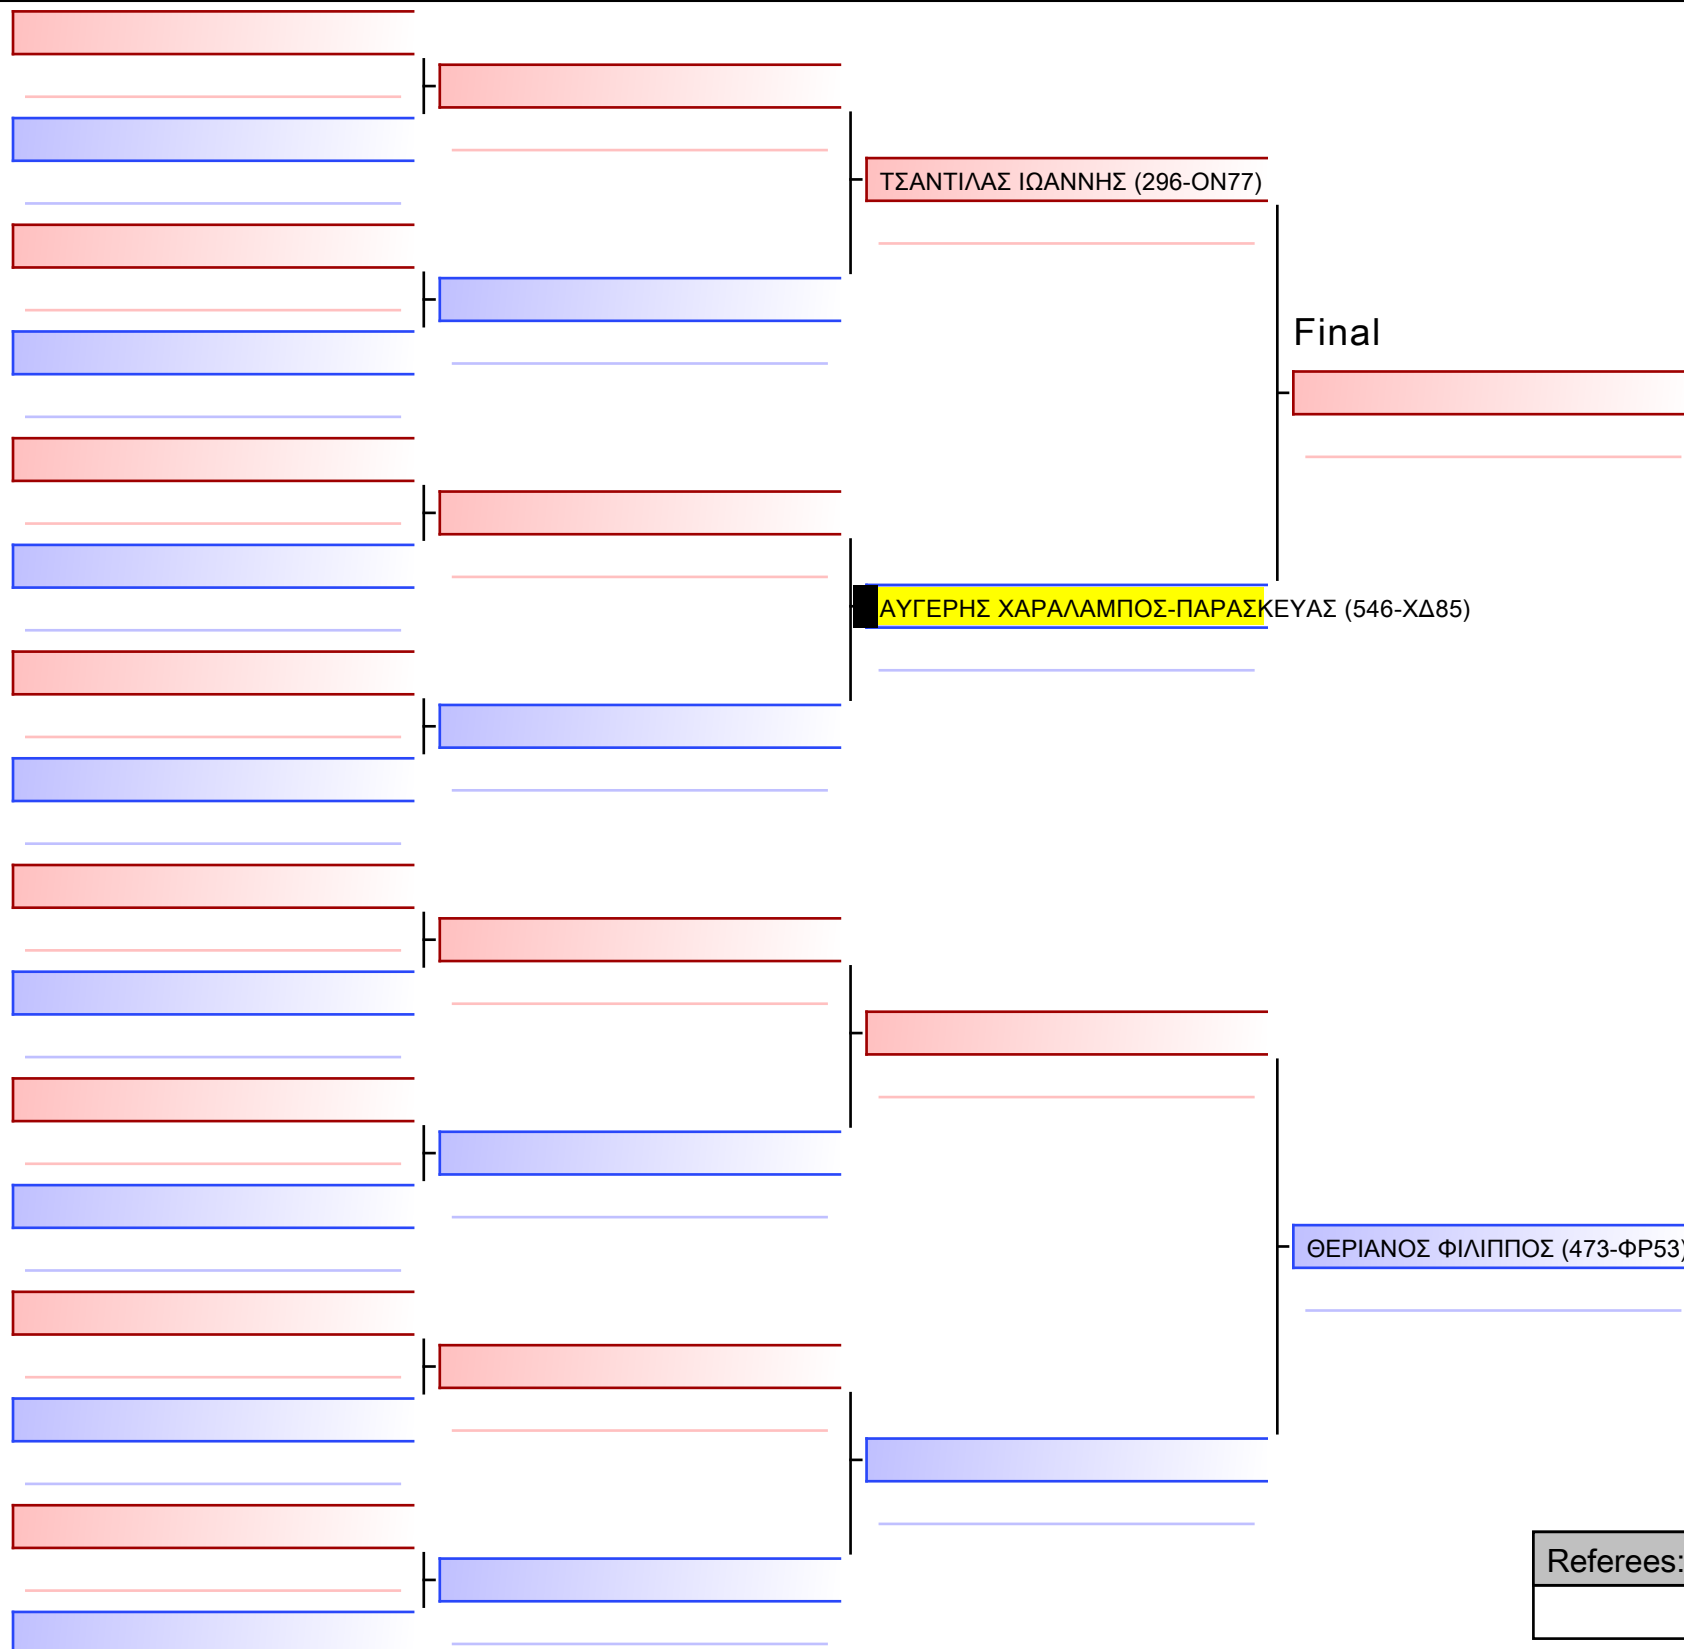 ΤΣΑΝΤΙΛΑΣ ΙΩΑΝΝΗΣ (296-ΟΝ77)
Final
ΑΥΓΕΡΗΣ ΧΑΡΑΛΑΜΠΟΣ-ΠΑΡΑΣΚΕΥΑΣ (546-ΧΔ85)
ΘΕΡΙΑΝΟΣ ΦΙΛΙΠΠΟΣ (473-ΦΡ53)
Referees: